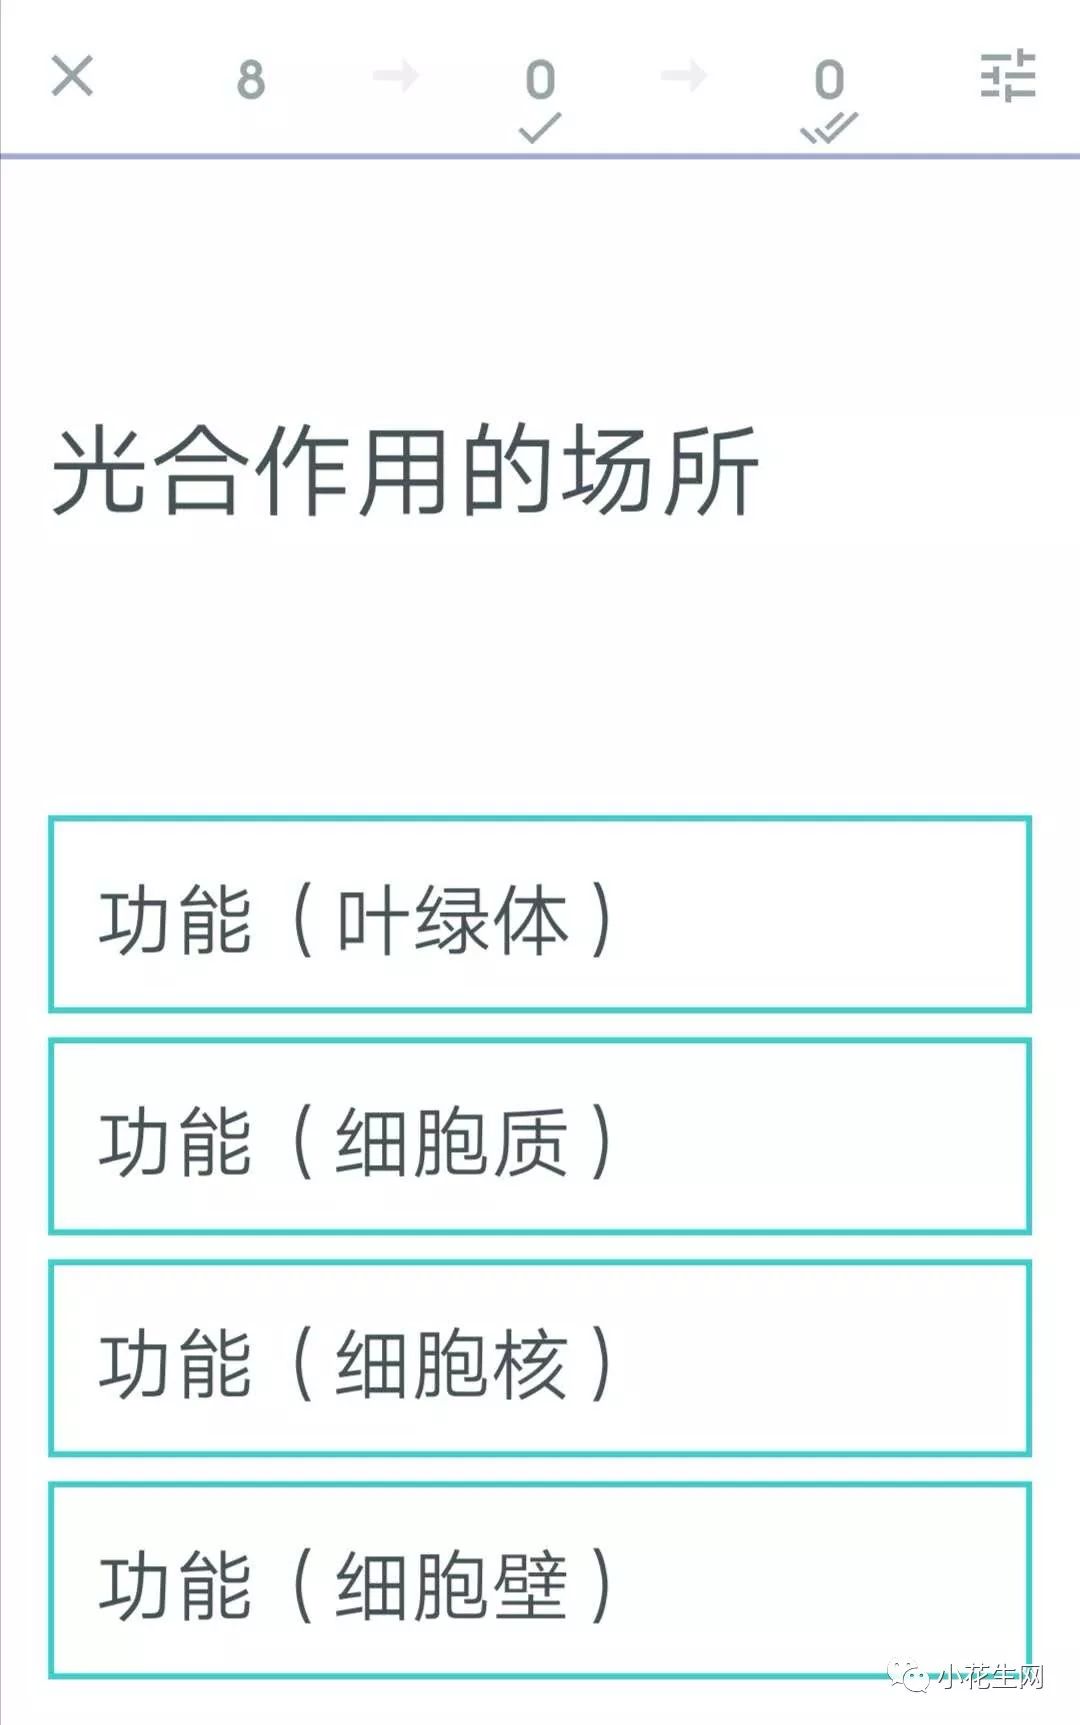 8 → 0 → 0
光合作用的场所
功能（叶绿体）
功能（细胞质）
功能（细胞核）
功能（细胞壁）
小花生网